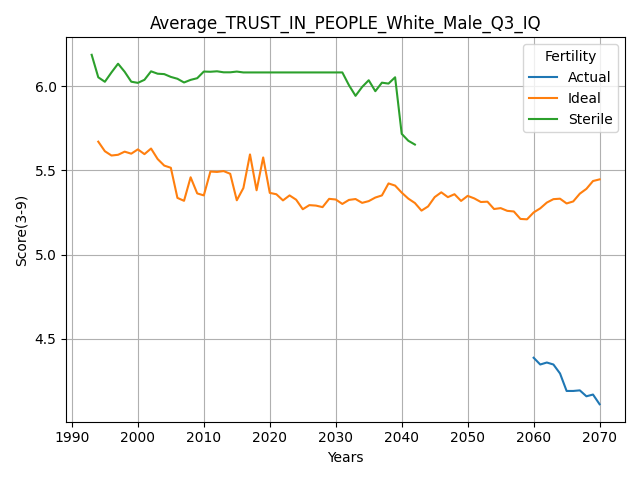 Average_TRUST_IN_PEOPLE_White_Male_Q3_IQ
Fertility
Actual
Ideal
Sterile
Score(3-9)
6.0
5.5
5.0
4.5
1990 2000 2010 2020 2030 2040 2050 2060 2070
Years